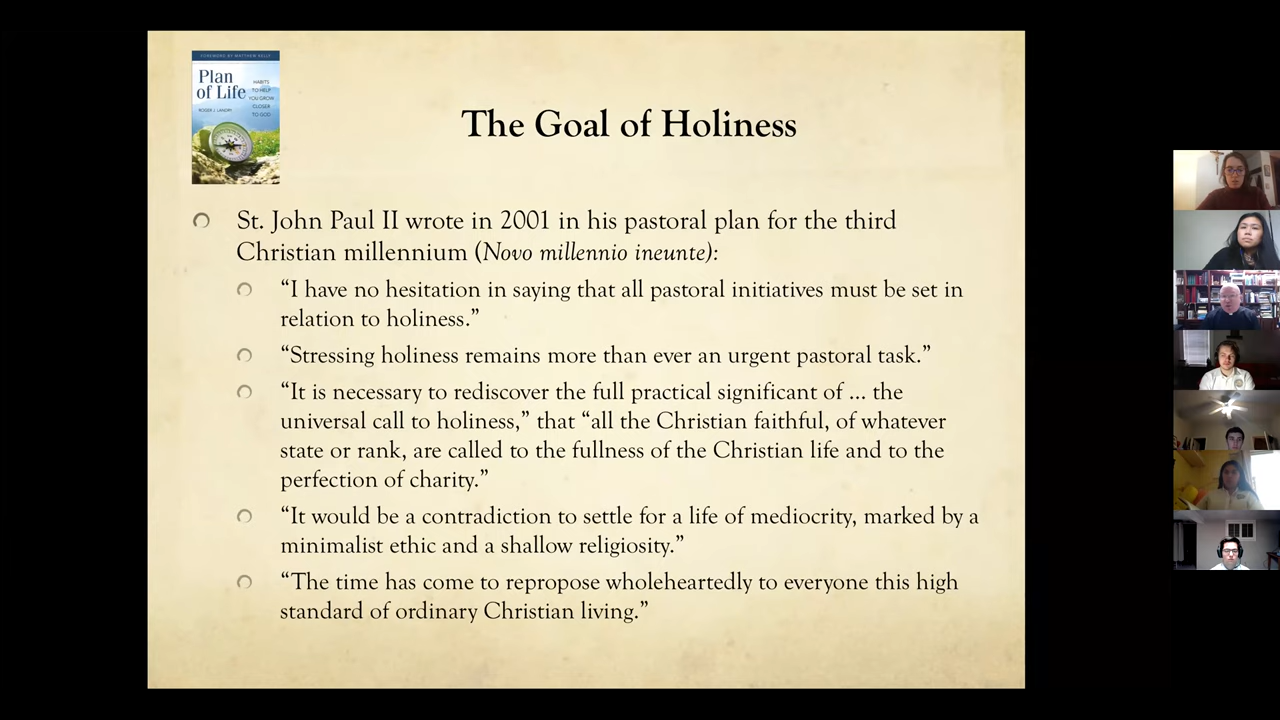 FOREWORD BY MATTHEW KELLY
Plan
of Life
HABITS
TO HELP
YOU GROW
CLOSER
TO GOD
ROGER J. LANDRY
The Goal of Holiness
St. John Paul II wrote in 2001 in his pastoral plan for the third
Christian millennium (Novo millennio ineunte):
“I have no hesitation in saying that all pastoral initiatives must be set in
relation to holiness.”
“Stressing holiness remains more than ever an urgent pastoral task.”
“It is necessary to rediscover the full practical significant of ... the
universal call to holiness,” that “all the Christian faithful, of whatever
state or rank, are called to the fullness of the Christian life and to the
perfection of charity.”
“It would be a contradiction to settle for a life of mediocrity, marked by a
minimalist ethic and a shallow religiosity.”
“The time has come to repropose wholeheartedly to everyone this high
standard of ordinary Christian living.”